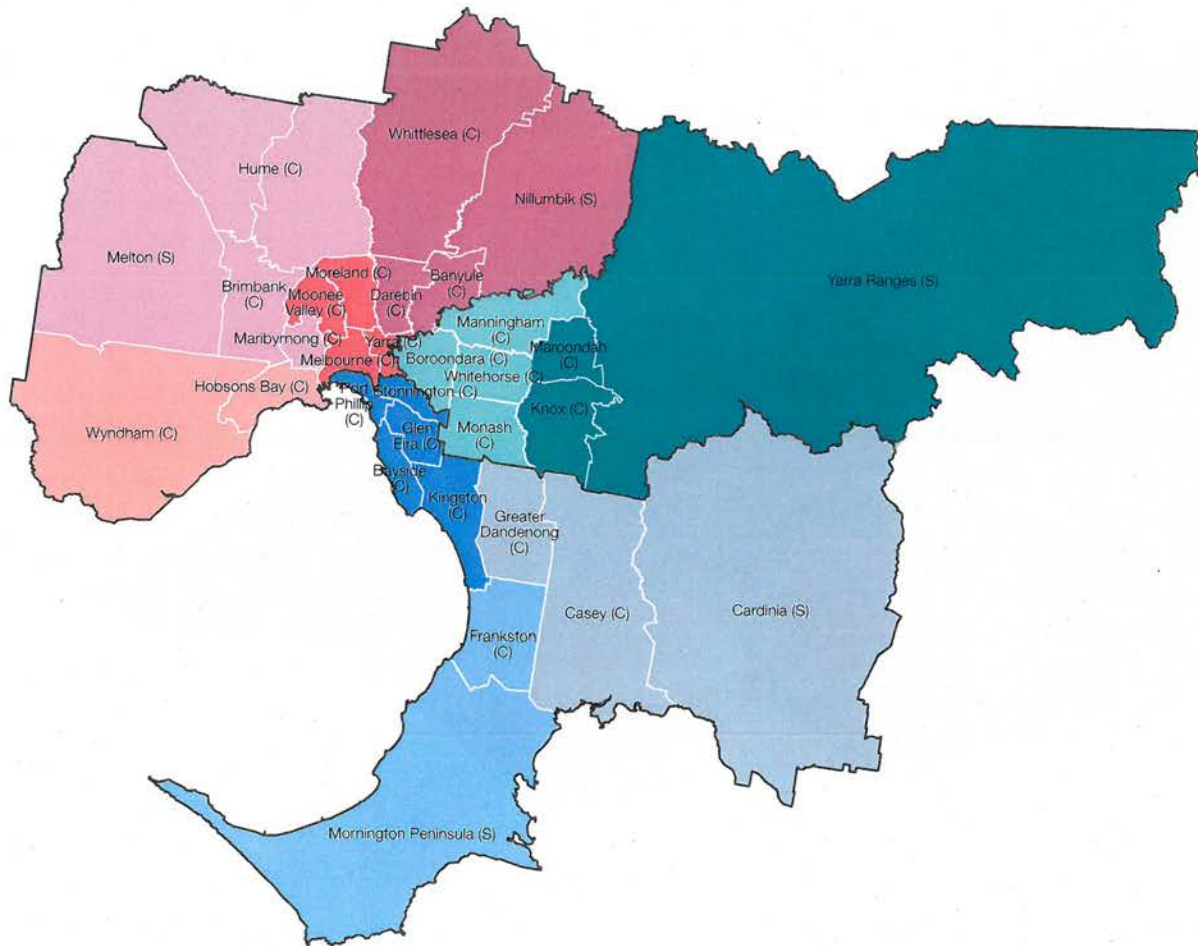 Whittlesea (C)
Hume (C)
Nillumbik (S)
Melton (S)
Moreland (C)
Banyule
(C)
Brimbank
(C)
Moonee
Valley (C)
Darebin
(C)
Yarra Ranges (S)
Manningham
(C)
Maribyrnong (C)
Yarra (C)
Maroondah
(C)
Melbourne (C)
Boroondara (C)
Whitehorse (C)
Hobsons Bay (C)
Port
Phillip
(C)
Stonnington (C)
Knox (C)
Wyndham (C)
Glen
Eira (C)
Monash
(C)
Bayside
(C)
Kingston
(C)
Greater
Dandenong
(C)
Casey (C)
Cardinia (S)
Frankston
(C)
Mornington Peninsula (S)